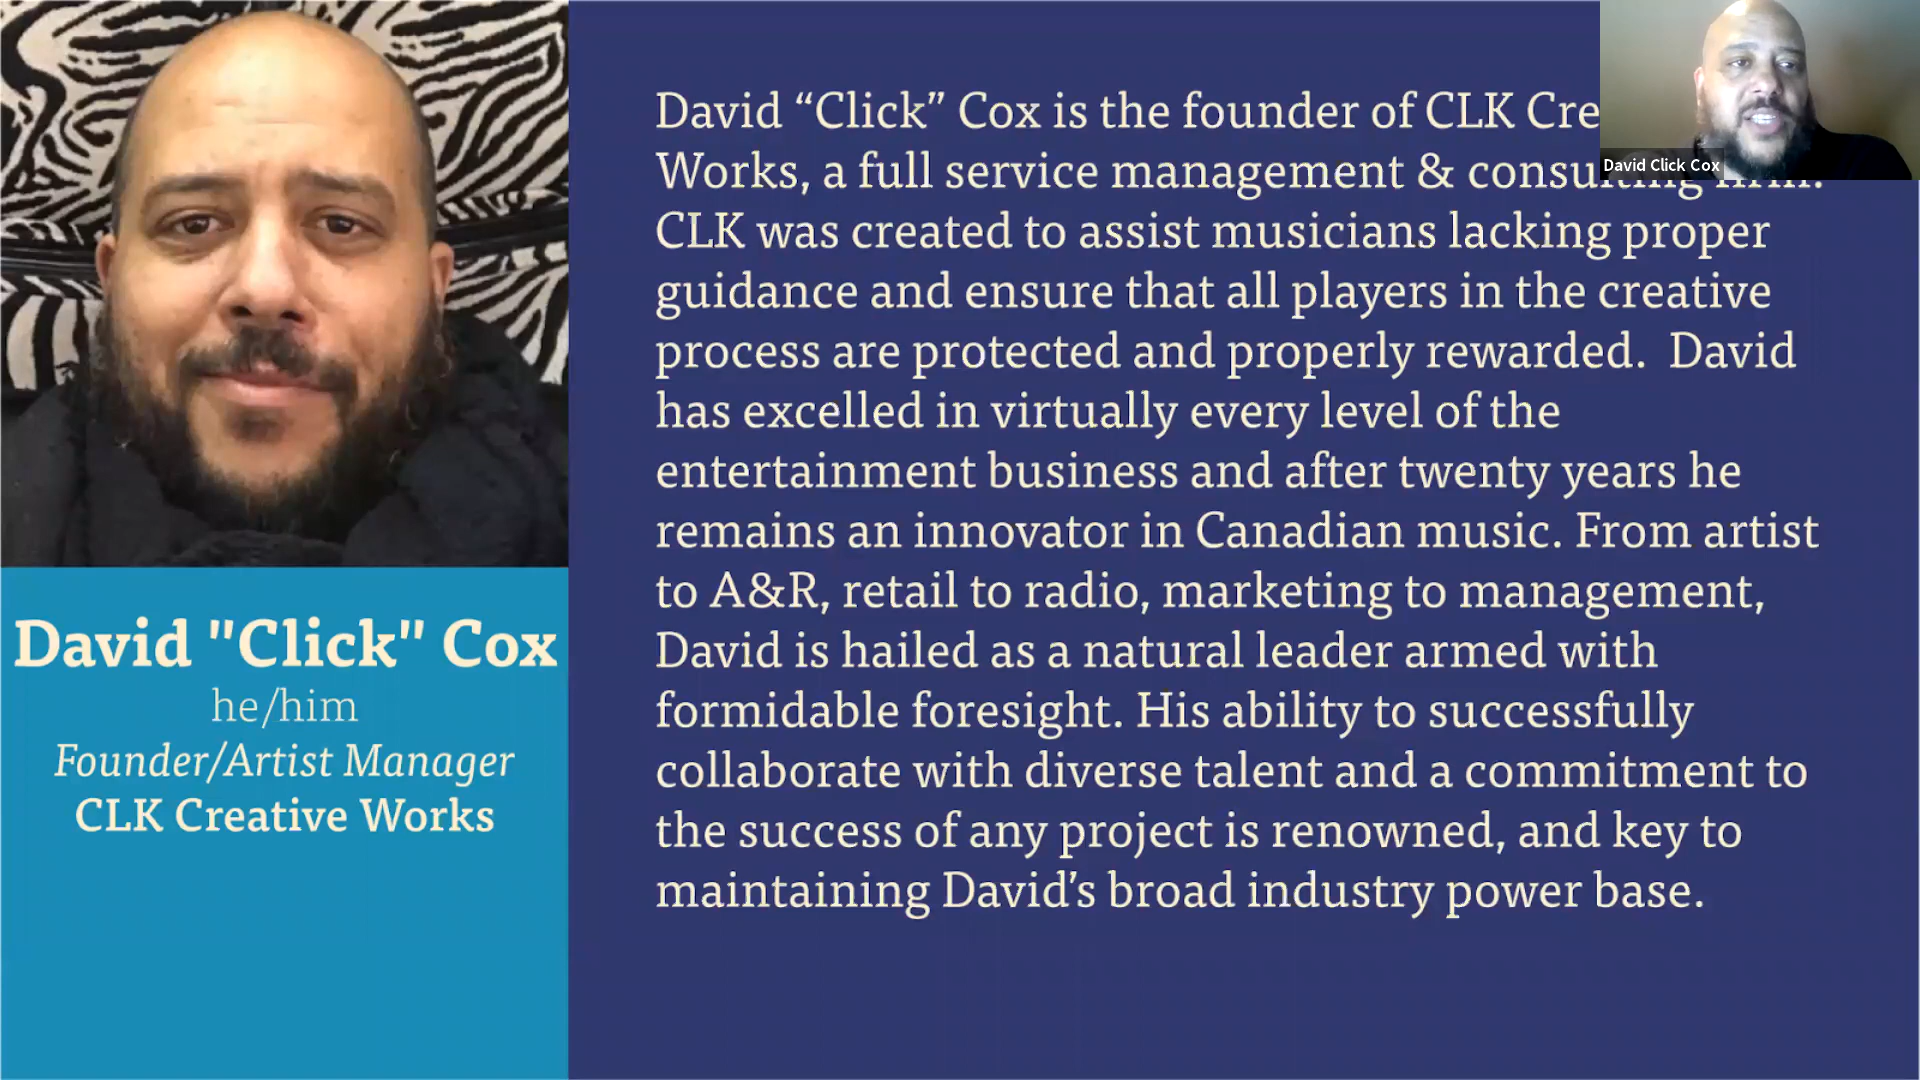 David “Click” Cox is the founder of CLK Cre
Works, a full service management & consulting firm.
CLK was created to assist musicians lacking proper
guidance and ensure that all players in the creative
process are protected and properly rewarded.  David
has excelled in virtually every level of the
entertainment business and after twenty years he
remains an innovator in Canadian music. From artist
to A&R, retail to radio, marketing to management,
David is hailed as a natural leader armed with
formidable foresight. His ability to successfully
collaborate with diverse talent and a commitment to
the success of any project is renowned, and key to
maintaining David’s broad industry power base.
David Click Cox
David "Click" Cox
he/him
Founder/Artist Manager
CLK Creative Works